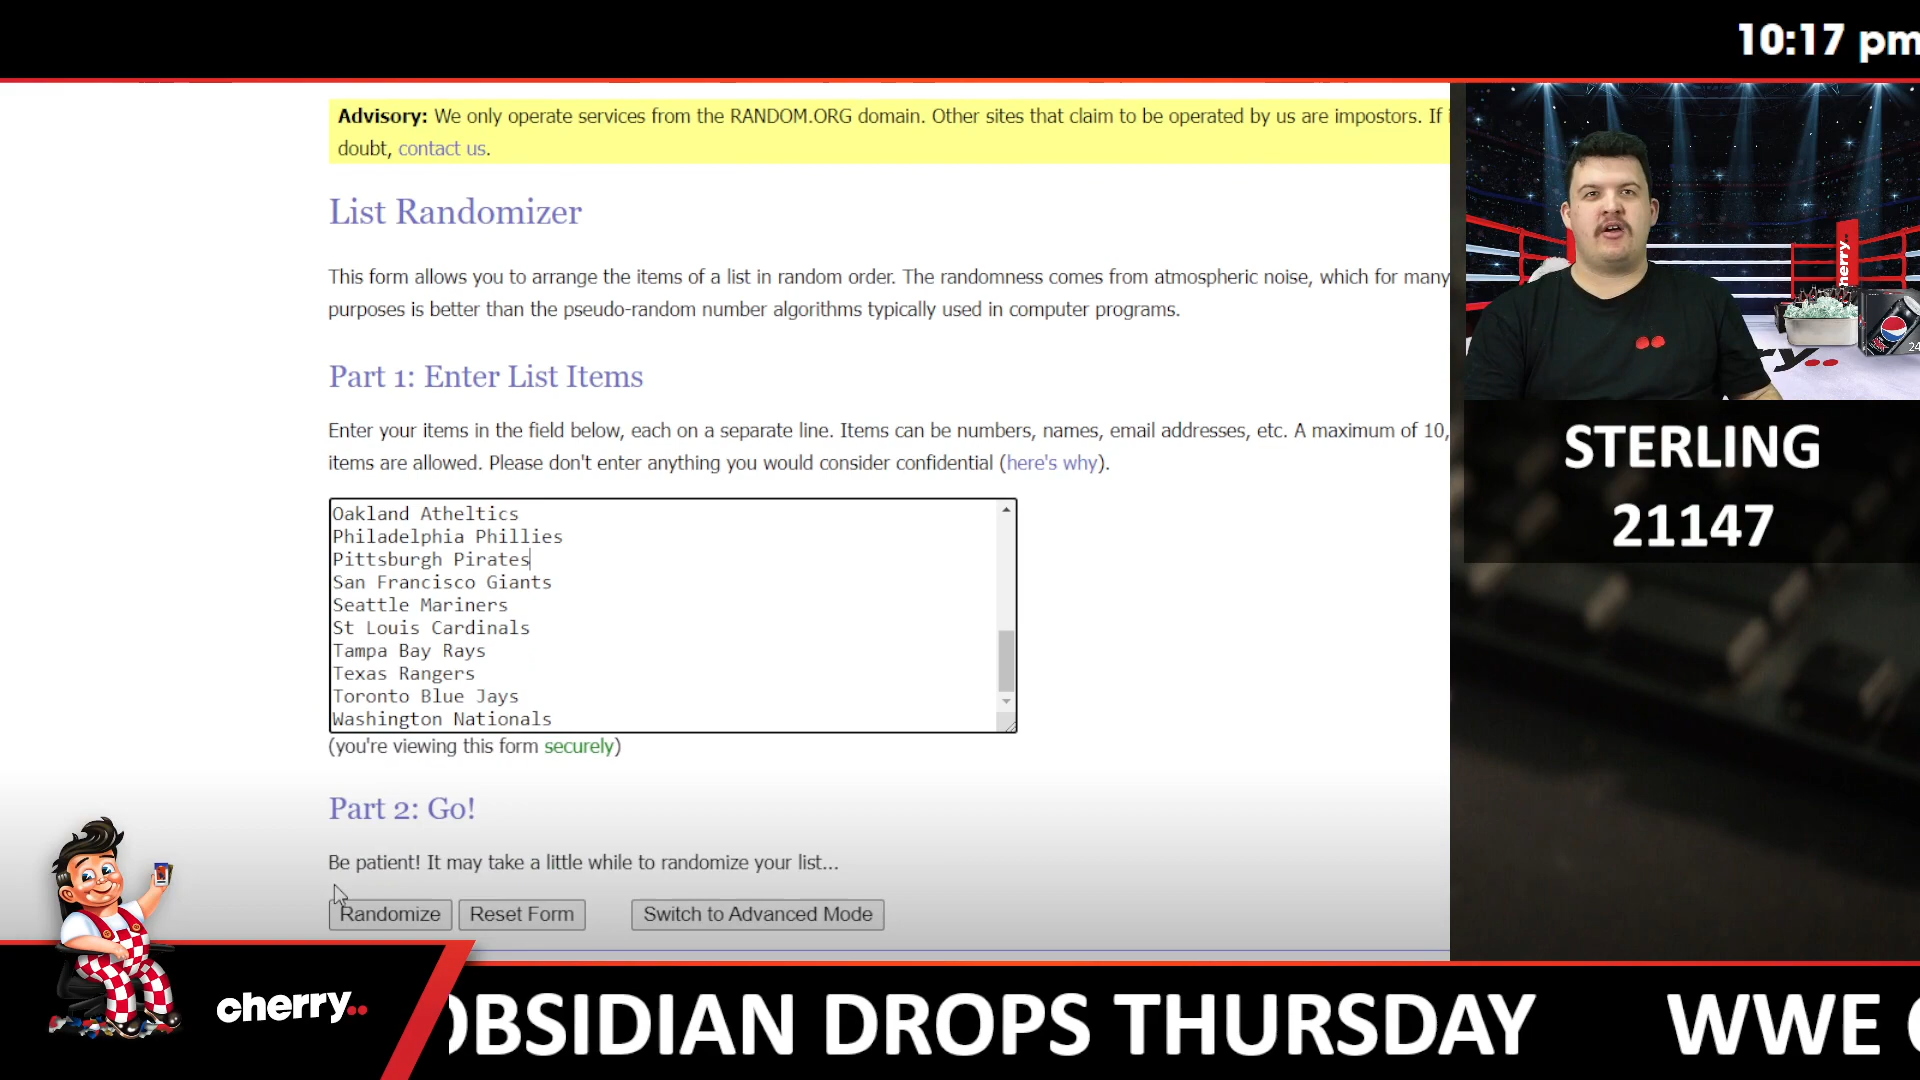 10:17 pm
Advisory: We only operate services from the RANDOM.ORG domain. Other sites that claim to be operated by us are impostors. If
doubt, contact us.
List Randomizer
This form allows you to arrange the items of a list in random order. The randomness comes from atmospheric noise, which for many
purposes is better than the pseudo-random number algorithms typically used in computer programs.
Part 1: Enter List Items
Enter your items in the field below, each on a separate line. Items can be numbers, names, email addresses, etc. A maximum of 10,
items are allowed. Please don't enter anything you would consider confidential (here's why).
Oakland Atheltics
Philadelphia Phillies
Pittsburgh Pirates
San Francisco Giants
Seattle Mariners
St Louis Cardinals
Tampa Bay Rays
Texas Rangers
Toronto Blue Jays
Washington Nationals
(you're viewing this form securely)
Part 2: Go!
Be patient! It may take a little while to randomize your list...
Randomize
Reset Form
Switch to Advanced Mode
herry..
24
STERLING
21147
cherry..
OBSIDIAN DROPS THURSDAY
WWE